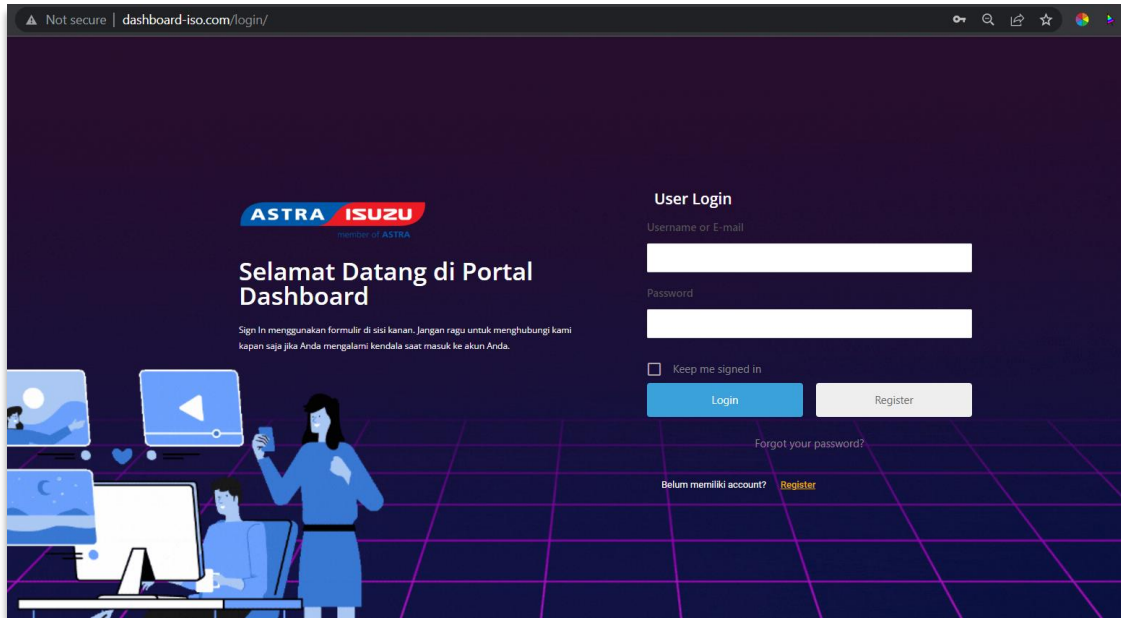 Not secure | dashboard-iso.com/login/
ASTRA ISUZU
member of ASTRA
Selamat Datang di Portal
Dashboard
Sign In menggunakan formulir di sisi kanan. Jangan ragu untuk menghubungi kami
kapan saja jika Anda mengalami kendala saat masuk ke akun Anda.
User Login
Username or E-mail
Password
Keep me signed in
Login
Register
Forgot your password?
Belum memiliki account? Register